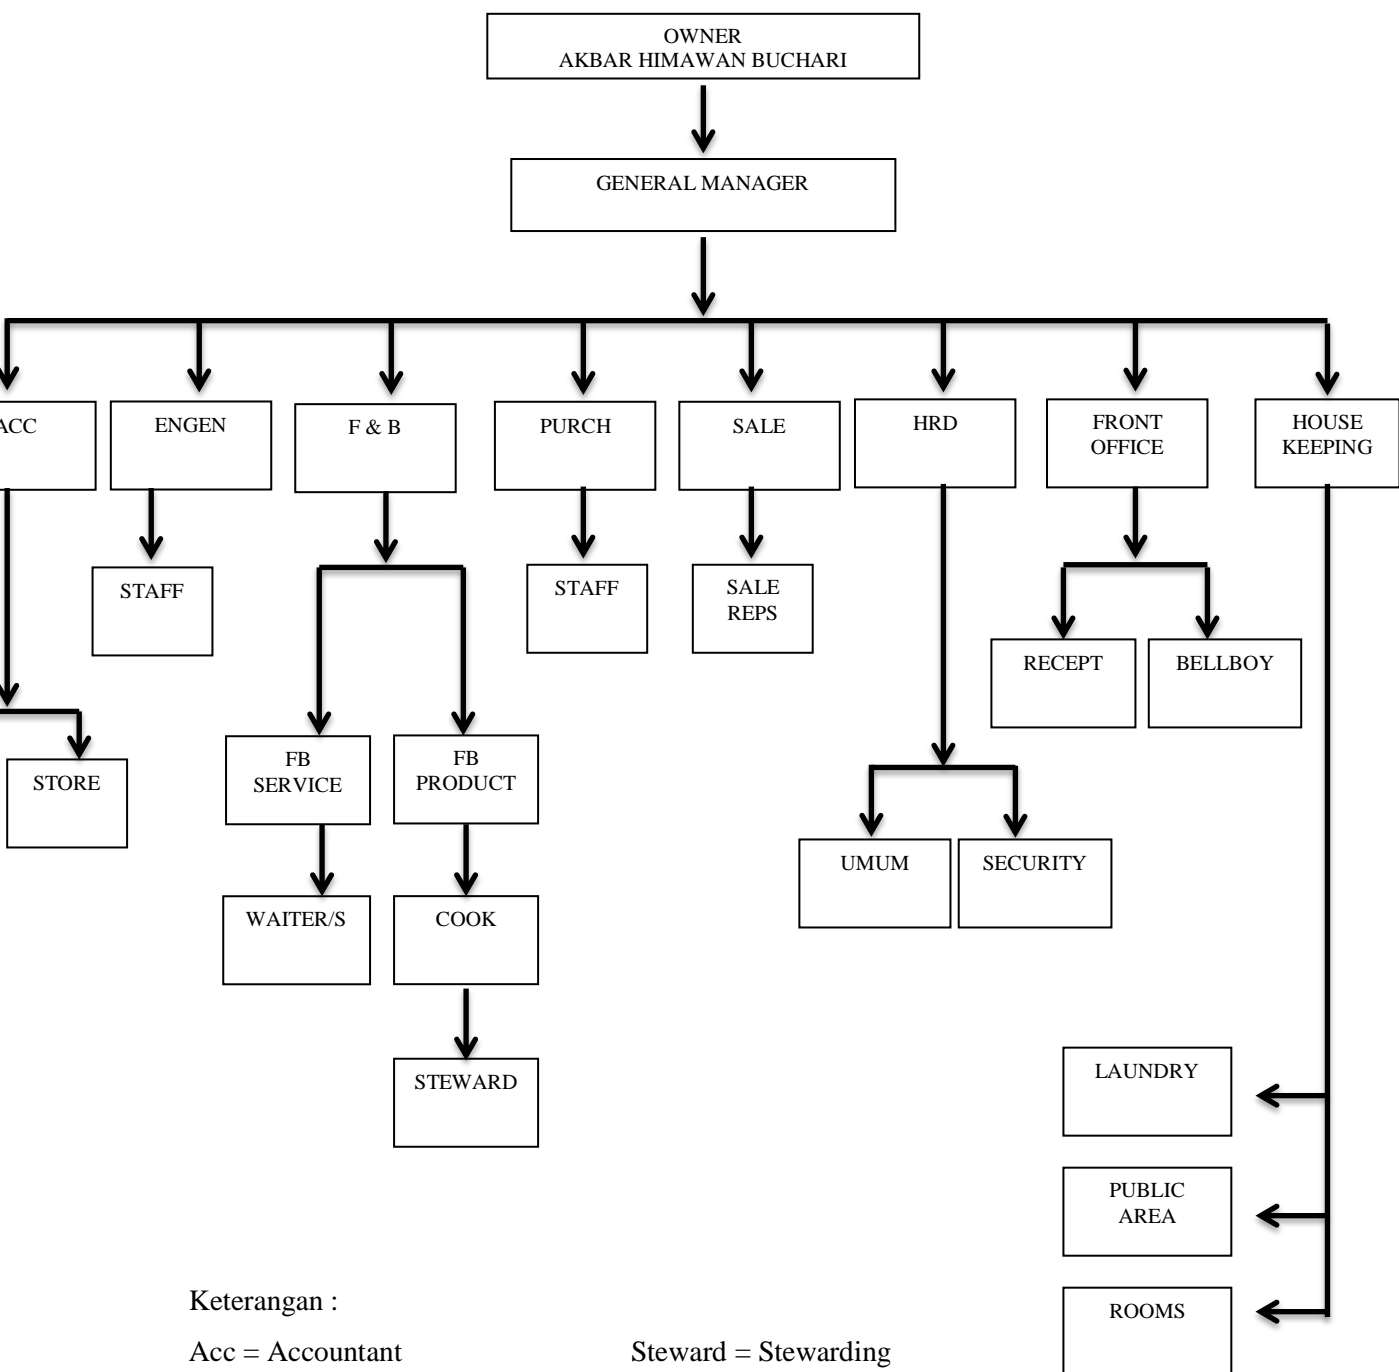 OWNER
AKBAR HIMAWAN BUCHARI
GENERAL MANAGER
ACC
ENGEN
F & B
PURCH
SALE
HRD
FRONT
OFFICE
HOUSE
KEEPING
STAFF
STAFF
SALE
REPS
RECEPT
BELLBOY
STORE
FB
SERVICE
FB
PRODUCT
UMUM
SECURITY
WAITER/S
COOK
STEWARD
LAUNDRY
PUBLIC
AREA
ROOMS
Keterangan :
Acc = Accountant
Steward = Stewarding